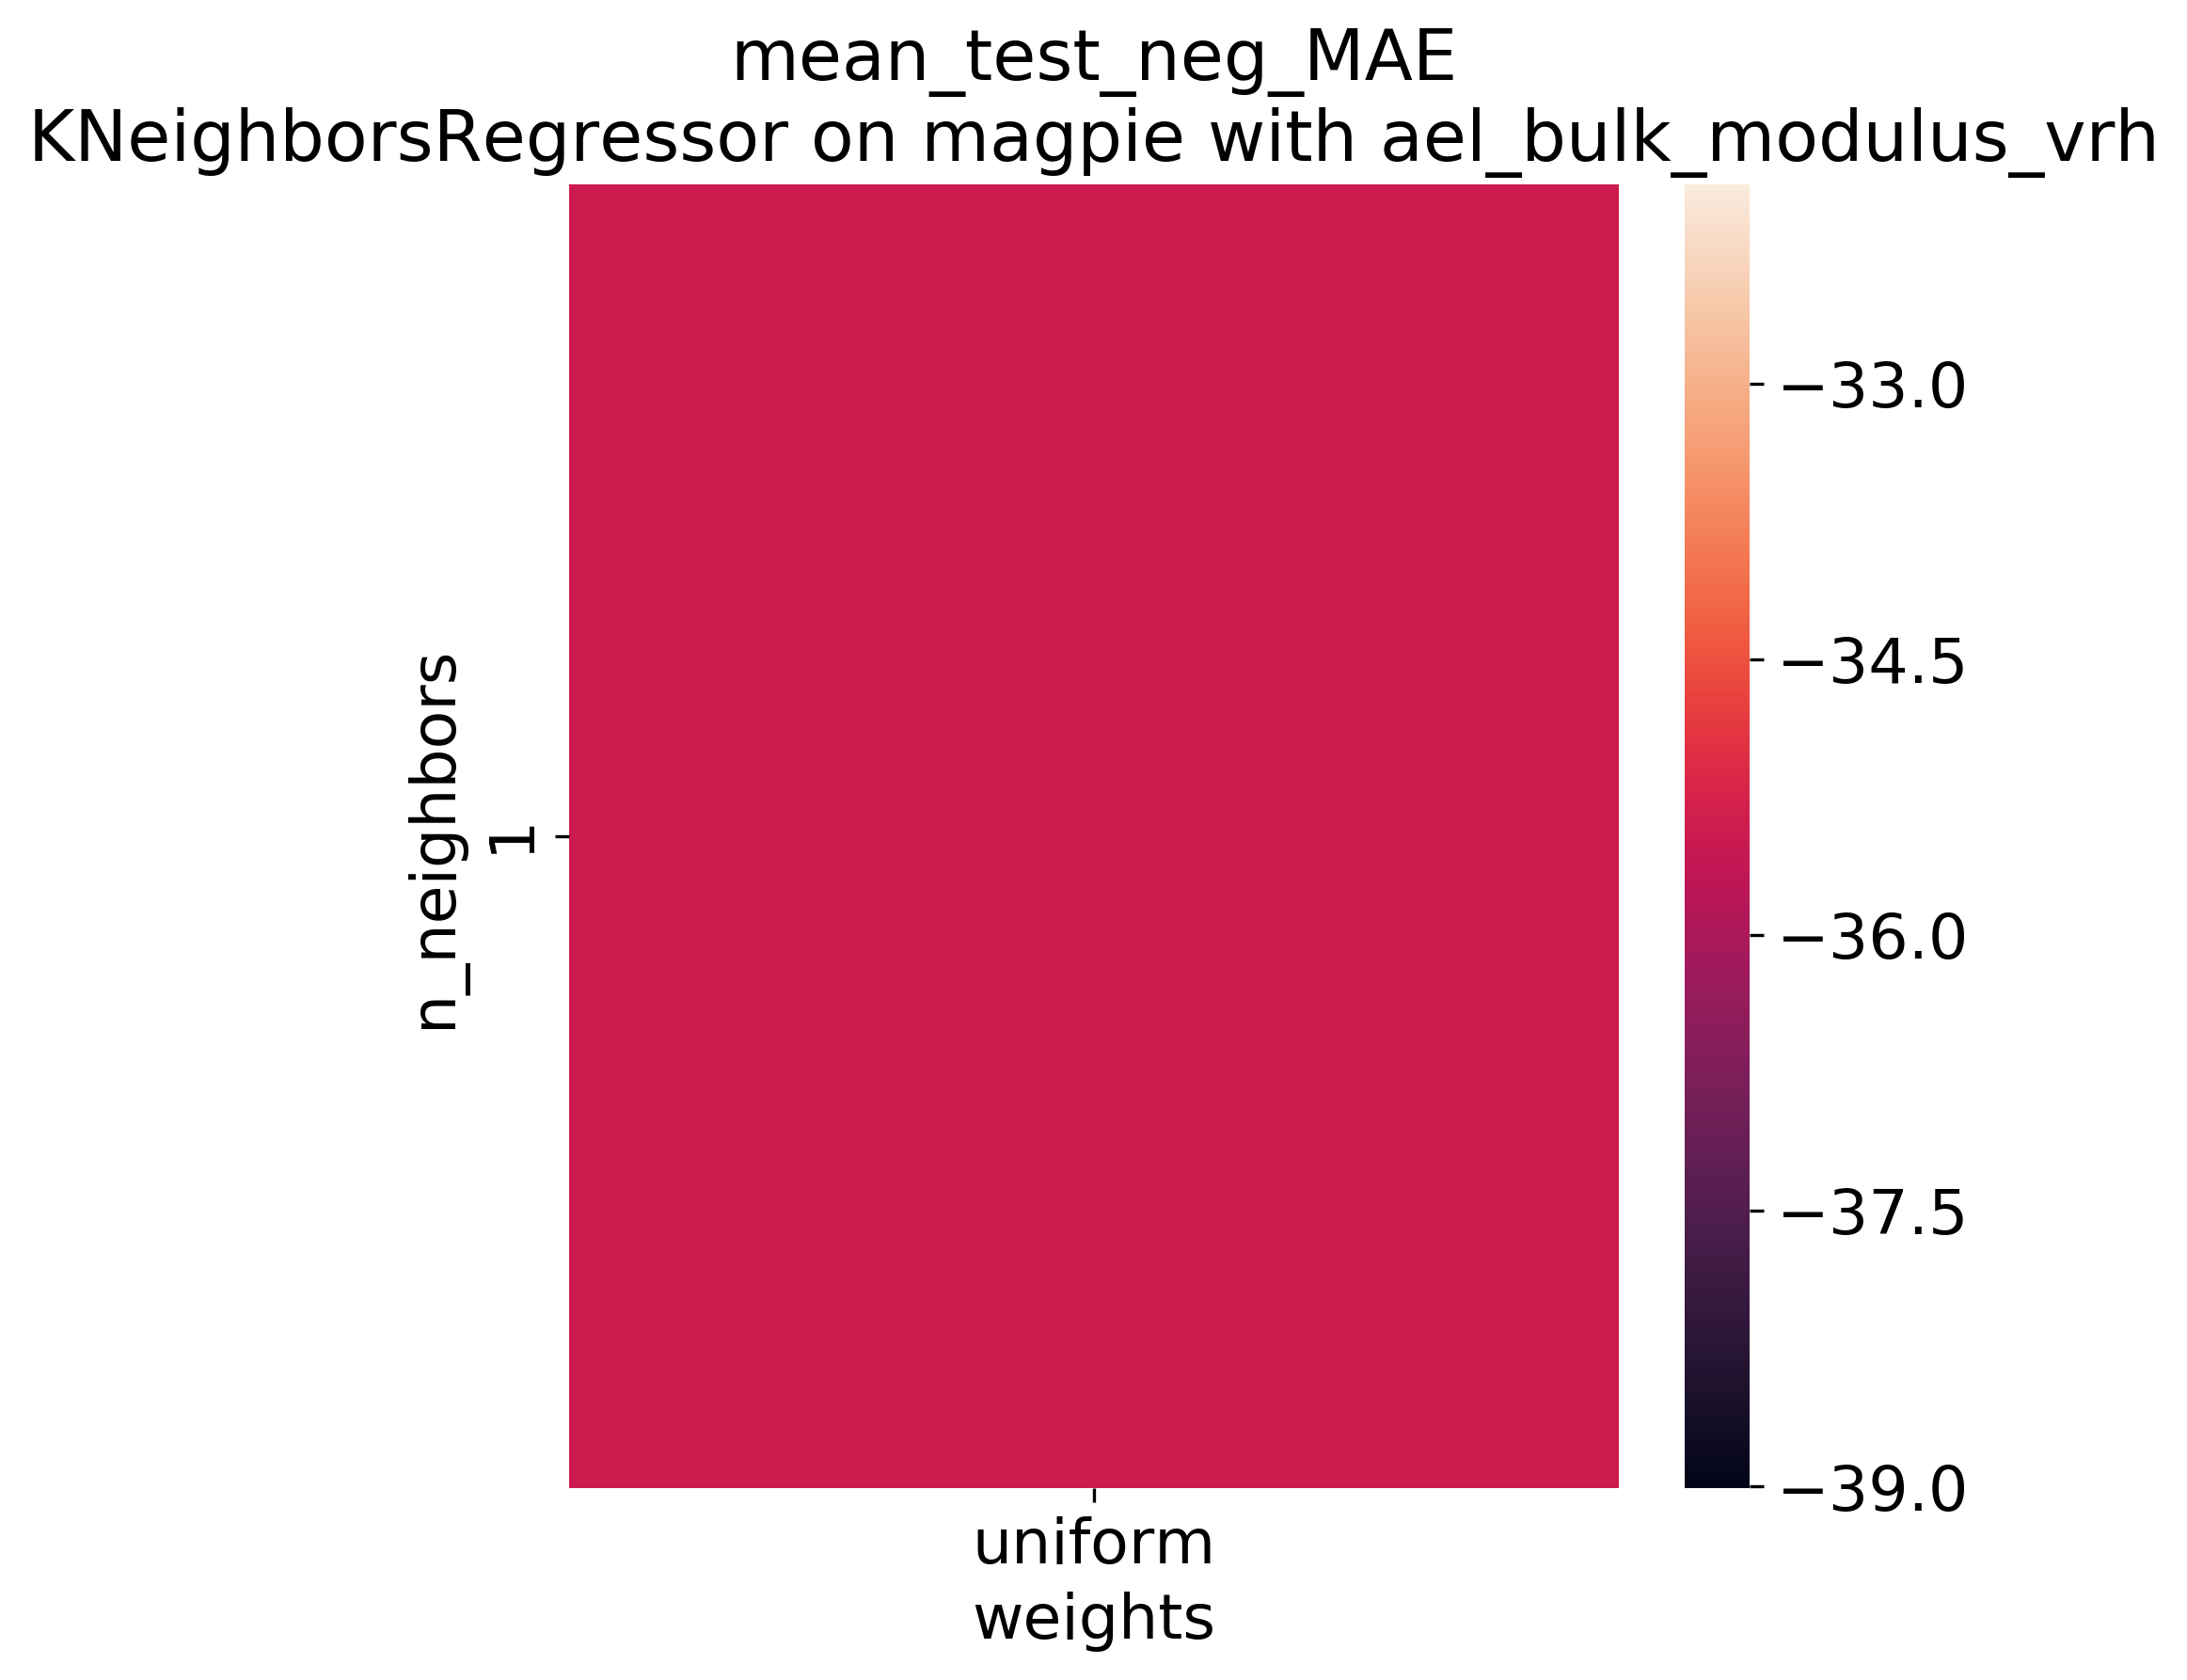 mean_test_neg_MAE
KNeighborsRegressor on magpie with ael_bulk_modulus_vrh
n_neighbors
1
uniform
weights
−33.0
−34.5
−36.0
−37.5
−39.0